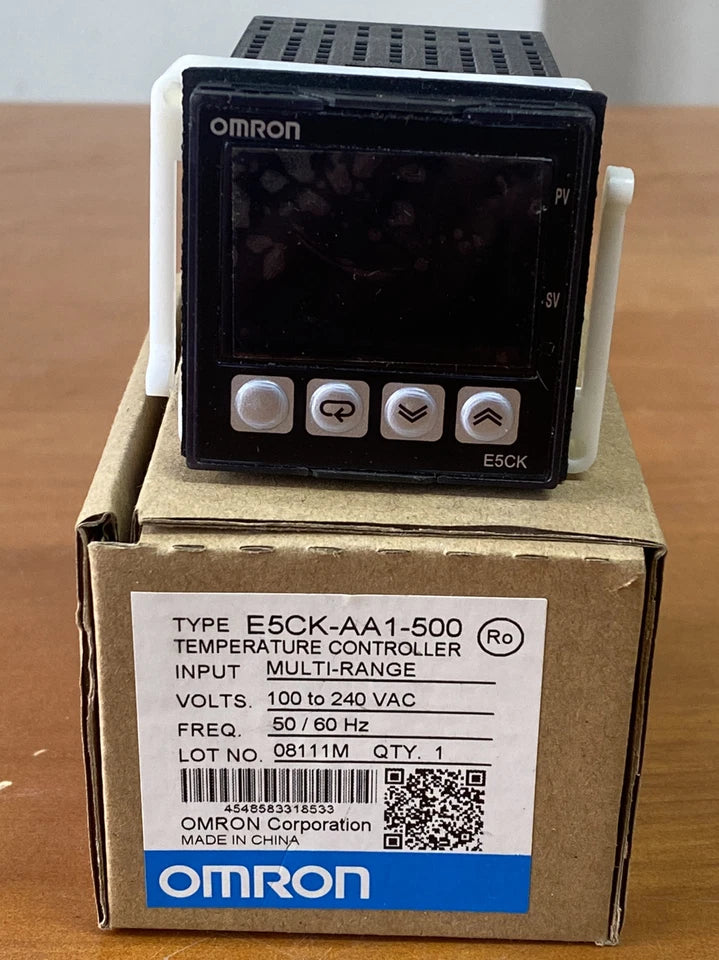 OMRON
PV
SV
E5CK
TYPE E5CK-AA1-500 Ro
TEMPERATURE CONTROLLER
INPUT MULTI-RANGE
VOLTS. 100 to 240 VAC
FREQ. 50 / 60 Hz
LOT NO. 08111M QTY. 1
4548583318533
OMRON Corporation
MADE IN CHINA
OMRON